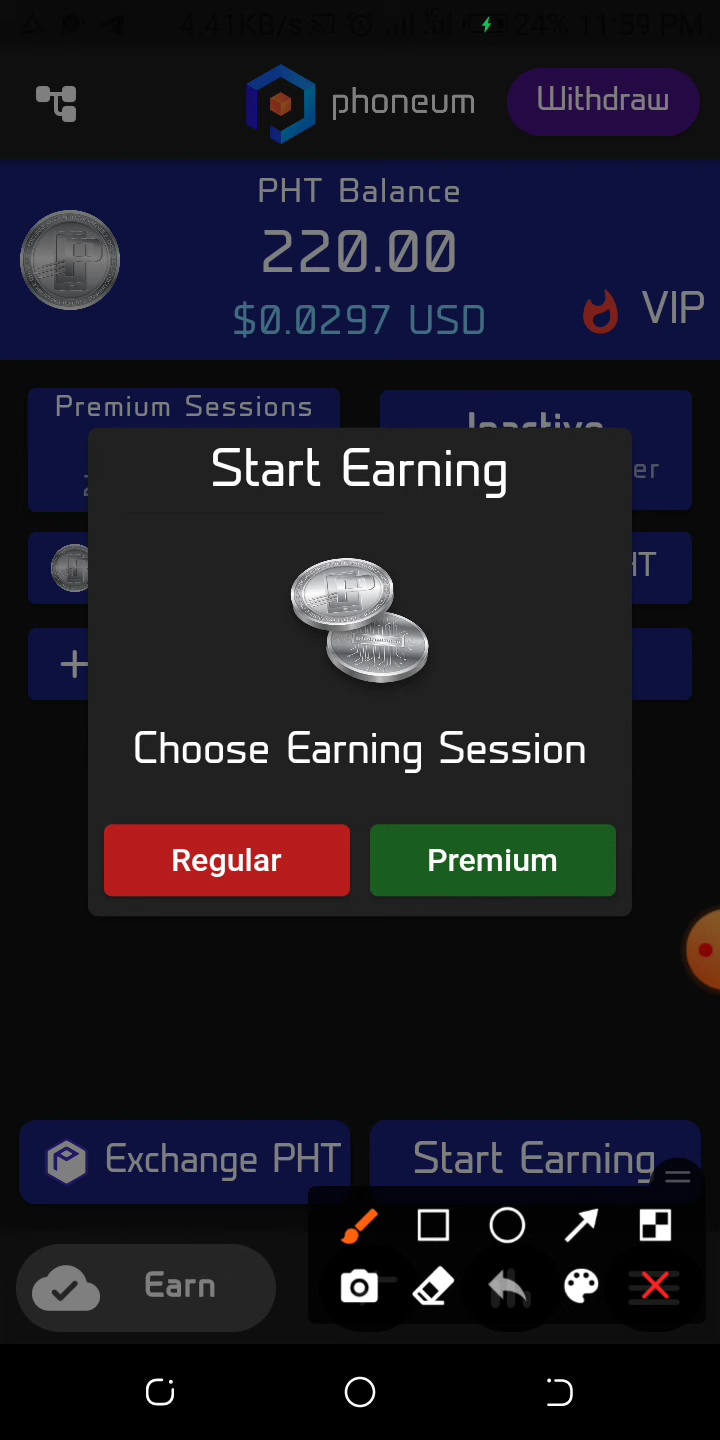 4.41KB/s 24% 11:59 PM
phoneum
Withdraw
PHT Balance
220.00
$0.0297 USD
VIP
Premium Sessions
Inactive
Start Earning
Choose Earning Session
Regular
Premium
Exchange PHT
Start Earning
Earn